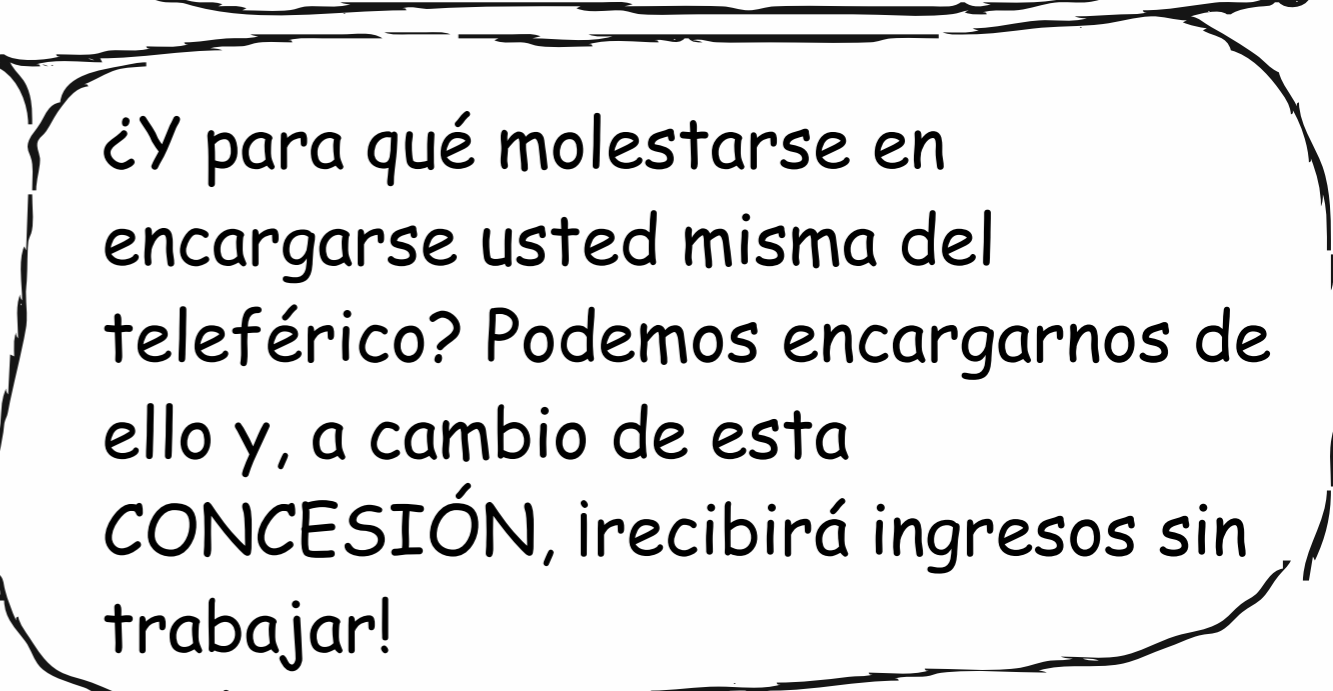 ¿Y para qué molestarse en
encargarse usted misma del
teleférico? Podemos encargarnos de
ello y, a cambio de esta
CONCESIÓN, ¡recibirá ingresos sin
trabajar!